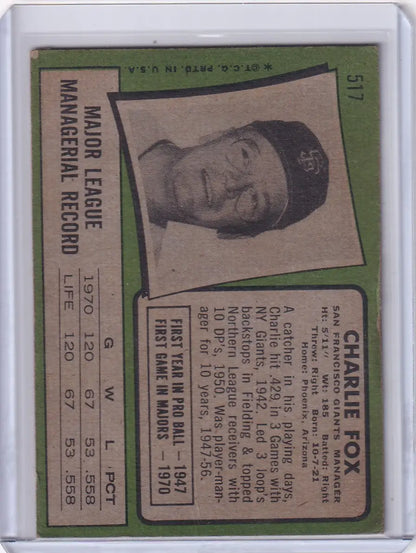 517
*©T.C.G. PRTD. IN U.S.A.
SF
CHARLIE FOX
SAN FRANCISCO GIANTS MANAGER
Ht: 5'11" Wt: 185 Batted: Right
Throw: Right Born: 10-7-21
Home: Phoenix, Arizona
A catcher in his playing days,
Charlie hit .429 in 3 Games with
NY Giants, 1942. Led 3 loop's
backstops in Fielding & topped
Northern League receivers with
10 DP's, 1950. Was player-man-
ager for 10 years, 1947-56.
FIRST YEAR IN PRO BALL — 1947
FIRST GAME IN MAJORS — 1970
MAJOR LEAGUE
MANAGERIAL RECORD
G W L PCT
1970 120 67 53 .558
LIFE 120 67 53 .558